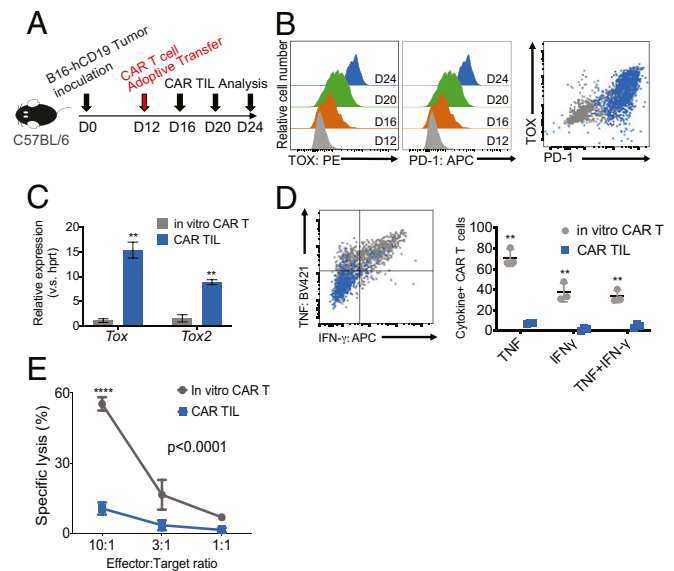 A
B16-hCD19 Tumor
inoculation
CAR T cell
Adoptive Transfer
CAR TIL Analysis
C57BL/6
D0
D12
D16
D20
D24
B
Relative cell number
D24
D20
D16
D12
TOX: PE
D24
D20
D16
D12
PD-1: APC
TOX
PD-1
C
Relative expression
(v.s. hprt)
20
15
10
5
0
in vitro CAR T
CAR TIL
**
**
Tox
Tox2
D
TNF: BV421
IFN-γ: APC
Cytokine+ CAR T cells
100
80
60
40
20
0
in vitro CAR T
CAR TIL
**
**
**
TNF
IFNγ
TNF+IFN-γ
E
Specific lysis (%)
60
30
0
****
In vitro CAR T
CAR TIL
p<0.0001
10:1
3:1
1:1
Effector:Target ratio